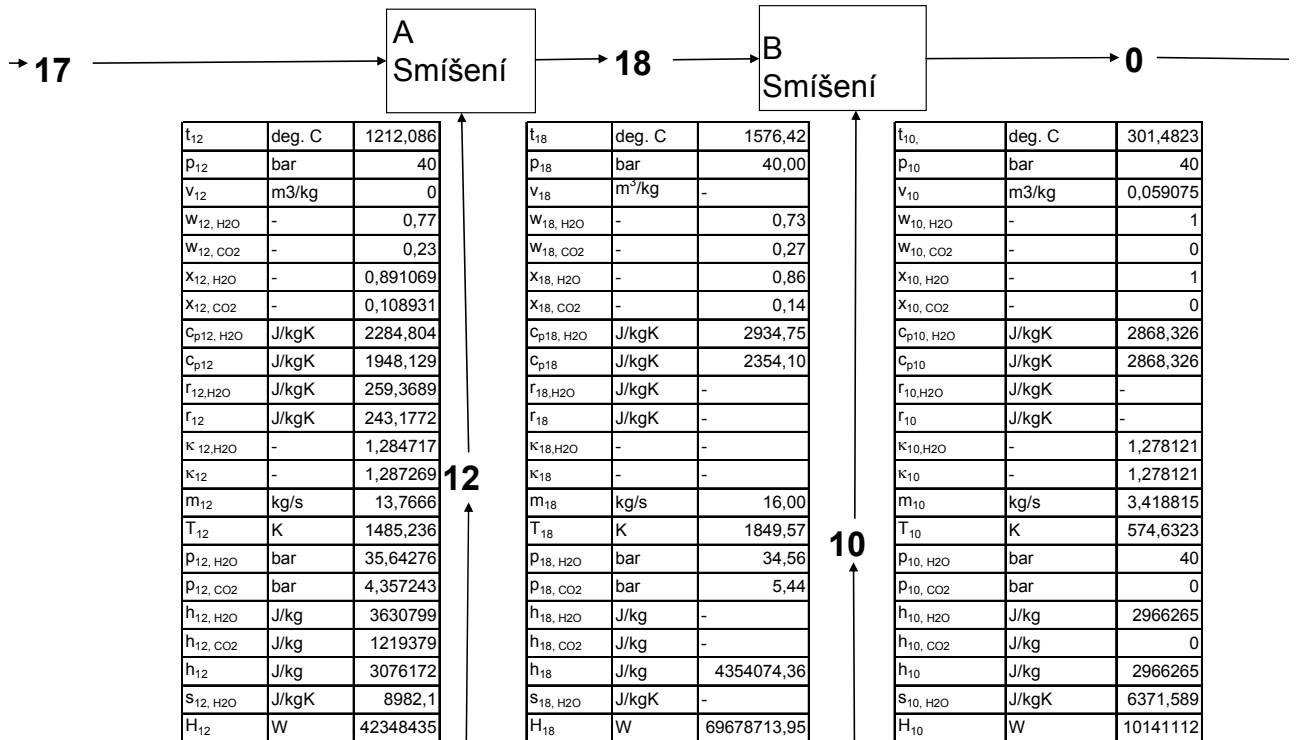 17
A
Smíšení
18
B
Smíšení
0
t12 deg. C 1212,086
p12 bar 40
v12 m3/kg 0
w12, H2O - 0,77
w12, CO2 - 0,23
x12, H2O - 0,891069
x12, CO2 - 0,108931
cp12, H2O J/kgK 2284,804
cp12 J/kgK 1948,129
r12,H2O J/kgK 259,3689
r12 J/kgK 243,1772
κ 12,H2O - 1,284717
κ12 - 1,287269
m12 kg/s 13,7666
T12 K 1485,236
p12, H2O bar 35,64276
p12, CO2 bar 4,357243
h12, H2O J/kg 3630799
h12, CO2 J/kg 1219379
h12 J/kg 3076172
s12, H2O J/kgK 8982,1
H12 W 42348435
12
t18 deg. C 1576,42
p18 bar 40,00
v18 m³/kg -
w18, H2O - 0,73
w18, CO2 - 0,27
x18, H2O - 0,86
x18, CO2 - 0,14
cp18, H2O J/kgK 2934,75
cp18 J/kgK 2354,10
r18,H2O J/kgK -
r18 J/kgK -
κ18,H2O - -
κ18 - -
m18 kg/s 16,00
T18 K 1849,57
p18, H2O bar 34,56
p18, CO2 bar 5,44
h18, H2O J/kg -
h18, CO2 J/kg -
h18 J/kg 4354074,36
s18, H2O J/kgK -
H18 W 69678713,95
10
t10, deg. C 301,4823
p10 bar 40
v10 m3/kg 0,059075
w10, H2O - 1
w10, CO2 - 0
x10, H2O - 1
x10, CO2 - 0
cp10, H2O J/kgK 2868,326
cp10 J/kgK 2868,326
r10,H2O J/kgK -
r10 J/kgK -
κ10,H2O - 1,278121
κ10 - 1,278121
m10 kg/s 3,418815
T10 K 574,6323
p10, H2O bar 40
p10, CO2 bar 0
h10, H2O J/kg 2966265
h10, CO2 J/kg 0
h10 J/kg 2966265
s10, H2O J/kgK 6371,589
H10 W 10141112